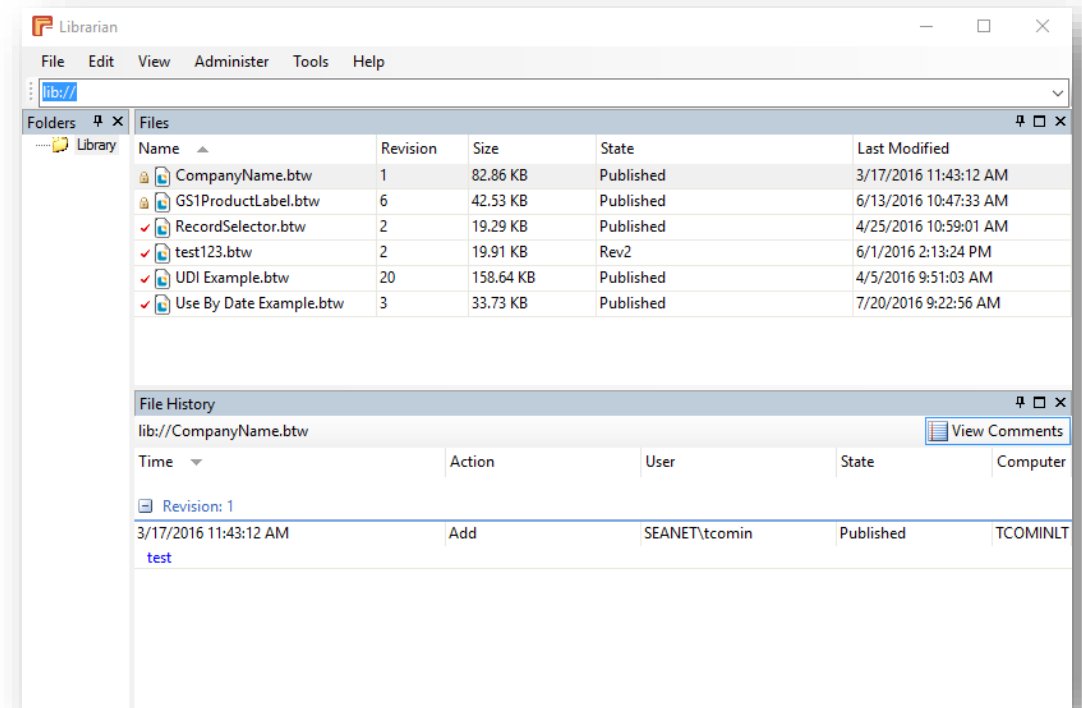 Librarian
File Edit View Administer Tools Help
lib://
Folders Files
Library
Name Revision Size State Last Modified
CompanyName.btw 1 82.86 KB Published 3/17/2016 11:43:12 AM
GS1ProductLabel.btw 6 42.53 KB Published 6/13/2016 10:47:33 AM
RecordSelector.btw 2 19.29 KB Published 4/25/2016 10:59:01 AM
test123.btw 2 19.91 KB Rev2 6/1/2016 2:13:24 PM
UDI Example.btw 20 158.64 KB Published 4/5/2016 9:51:03 AM
Use By Date Example.btw 3 33.73 KB Published 7/20/2016 9:22:56 AM
File History
lib://CompanyName.btw View Comments
Time Action User State Computer
Revision: 1
3/17/2016 11:43:12 AM Add SEANET\tcomin Published TCOMINLT
test